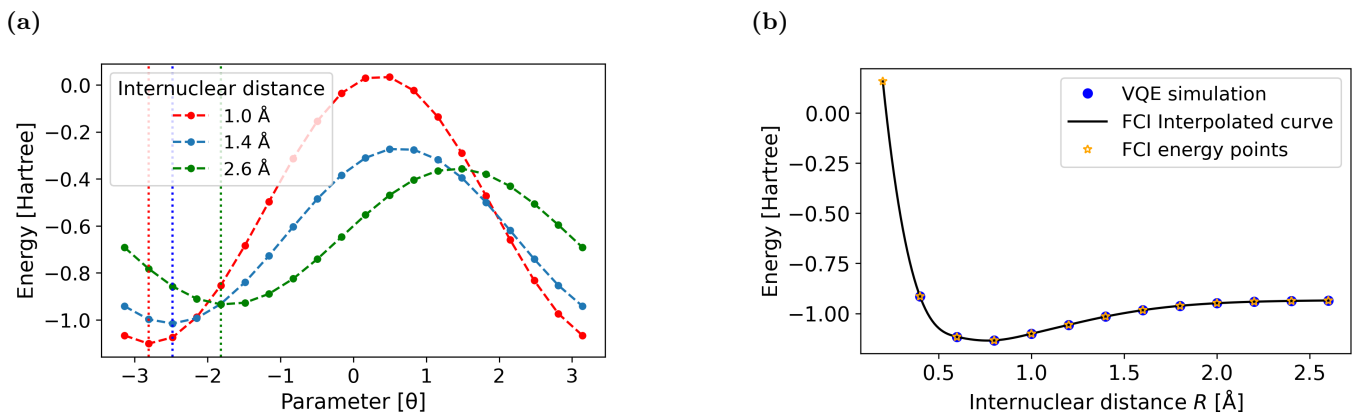 (a)
Energy [Hartree]
0.0
−0.2
−0.4
−0.6
−0.8
−1.0
Internuclear distance
1.0 Å
1.4 Å
2.6 Å
−3 −2 −1 0 1 2 3
Parameter [θ]
(b)
Energy [Hartree]
0.00
−0.25
−0.50
−0.75
−1.00
VQE simulation
FCI Interpolated curve
FCI energy points
0.5 1.0 1.5 2.0 2.5
Internuclear distance R [Å]